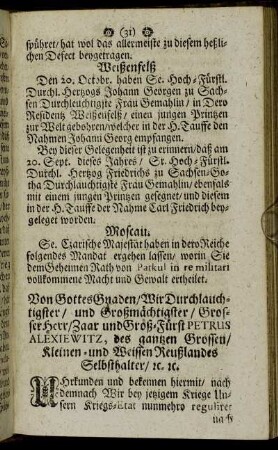 (31)
spühret/ hat wol das allermeiste zu diesem heßli-
chen Defect beygetragen.
Weißenfelß
Den 20. Octobr. haben Se. Hoch-Fürstl.
Durchl. Hertzogs Johann Georgen zu Sach-
sen Durchleuchtigste Frau Gemahlin/ in Dero
Residentz Weißenfelß/ einen jungen Printzen
zur Welt gebohren/welcher in der H. Tauffe den
Nahmen Johann Georg empfangen.
Bey dieser Gelegenheit ist zu erinnern/ daß am
20. Sept. dieses Jahres/ Sr. Hoch-Fürstl.
Durchl. Hertzog Friedrichs zu Sachsen/Go-
tha Durchlauchtigste Frau Gemahlin/ ebenfals
mit einem jungen Printzen gesegnet/ und diesem
in der H. Tauffe der Nahme Carl Friedrich bey-
geleget worden.
Moscau.
Se. Czarische Majestät haben in dero Reiche
folgendes Mandat ergehen lassen/ worin Sie
dem Geheimen Rath von Patkul in re militari
vollkommene Macht und Gewalt ertheilet.
Von Gottes Gnaden/ Wir Durchlauch-
tigster/ und Großmächtigster/ Gros-
ser Herr/ Zaar und Groß-Fürst PETRUS
ALEXIEWITZ, des gantzen Grossen/
Kleinen- und Weissen Reußlandes
Selbsthalter/ ꝛc. ꝛc.
Uhrkunden und bekennen hiermit/ nach
demnach Wir bey jetzigem Kriege Un-
sern Kriegs-Etat nunmehro regulirer